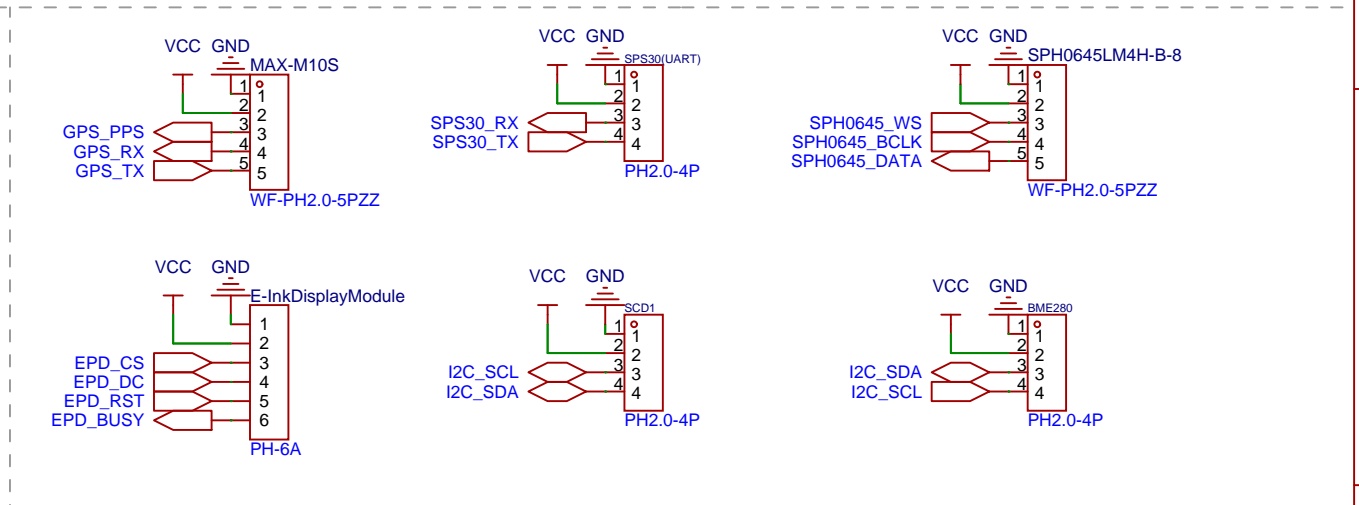 VCC GND
MAX-M10S
1 1
2 2
GPS_PPS 3 3
GPS_RX 4 4
GPS_TX 5 5
WF-PH2.0-5PZZ
VCC GND
SPS30(UART)
1 1
2 2
SPS30_RX 3 3
SPS30_TX 4 4
PH2.0-4P
VCC GND
SPH0645LM4H-B-8
1 1
2 2
SPH0645_WS 3 3
SPH0645_BCLK 4 4
SPH0645_DATA 5 5
WF-PH2.0-5PZZ
VCC GND
E-InkDisplayModule
1
2
EPD_CS 3
EPD_DC 4
EPD_RST 5
EPD_BUSY 6
PH-6A
VCC GND
SCD1
1 1
2 2
I2C_SCL 3 3
I2C_SDA 4 4
PH2.0-4P
VCC GND
BME280
1 1
2 2
I2C_SDA 3 3
I2C_SCL 4 4
PH2.0-4P